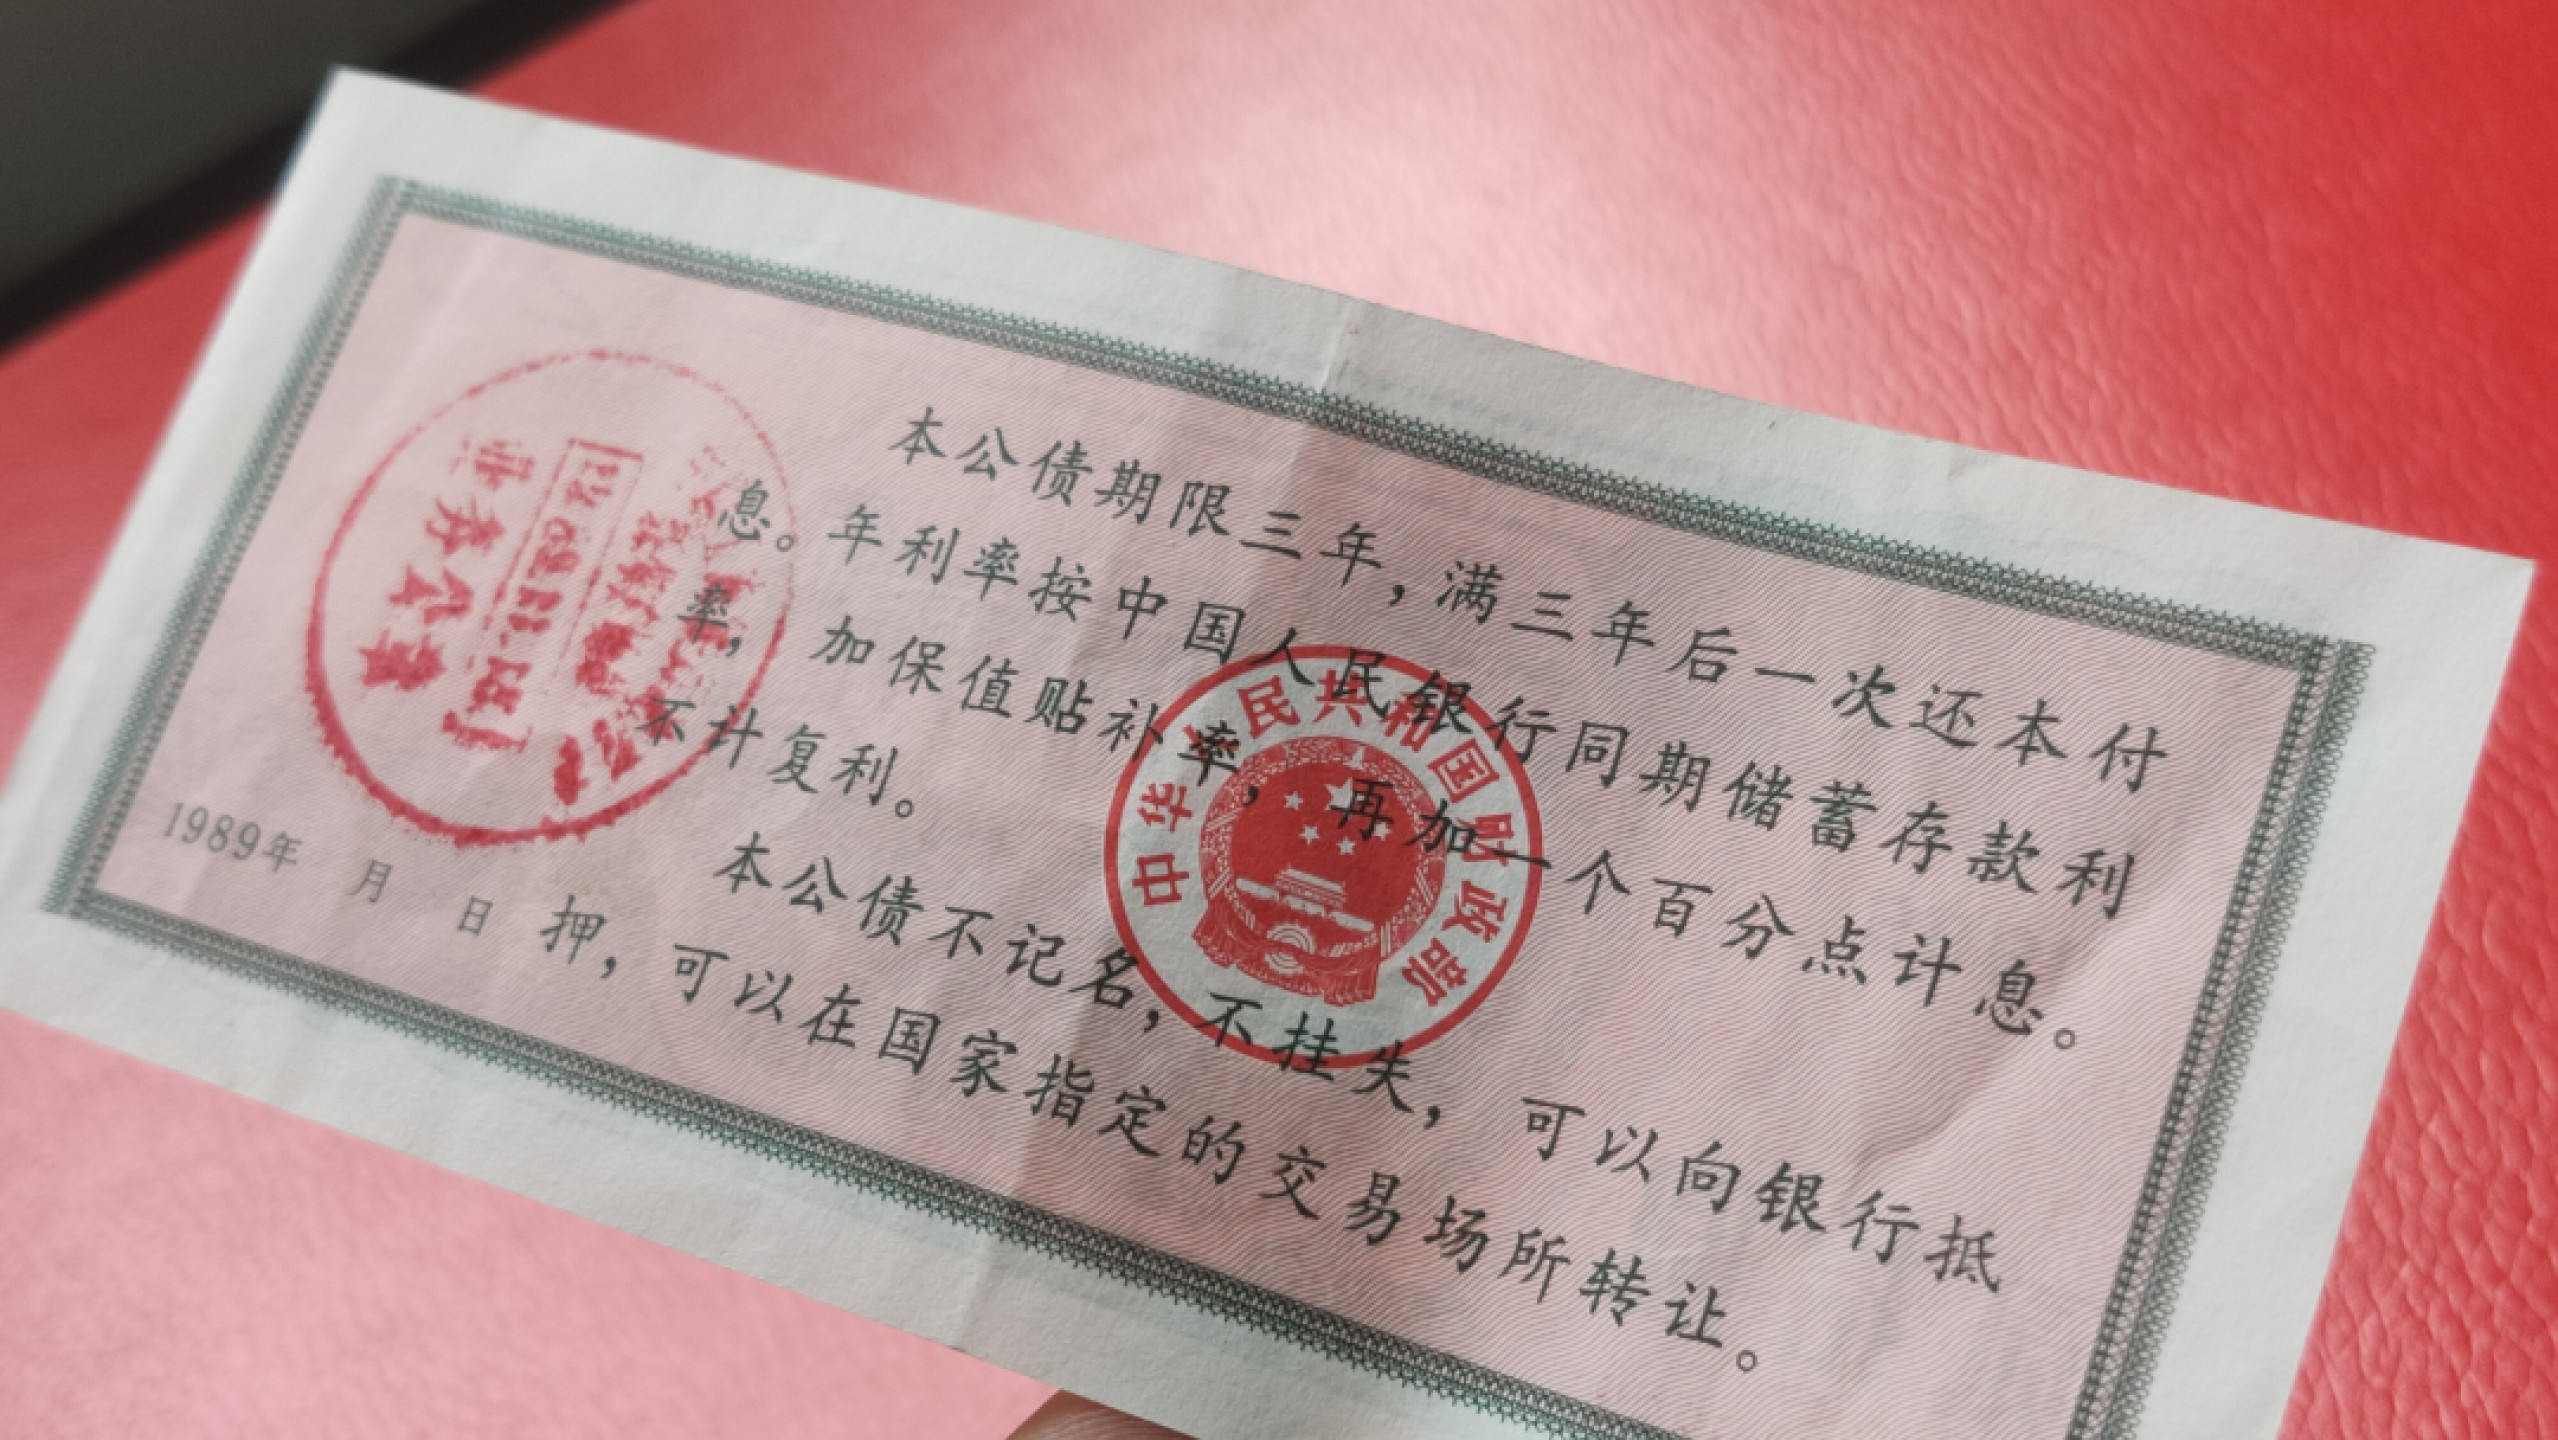 本公债期限三年，满三年后一次还本付
息。年利率按中国人民银行同期储蓄存款利
率，加保值贴补率，再加一个百分点计息。
不计复利。
本公债不记名，不挂失，可以向银行抵
押，可以在国家指定的交易场所转让。
1989年 月 日
中华人民共和国财政部
业务公章